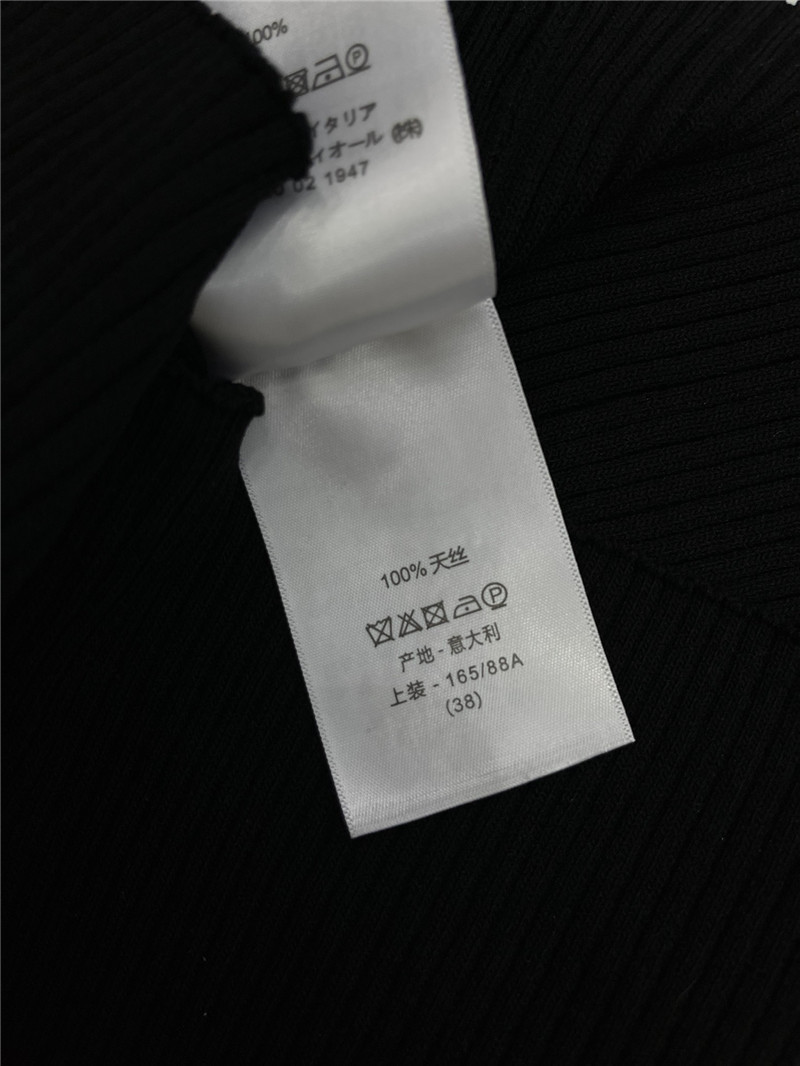 100%
P
イタリア
ィオール ㈱
02 1947
100% 天丝
P
产地 - 意大利
上装 - 165/88A
(38)